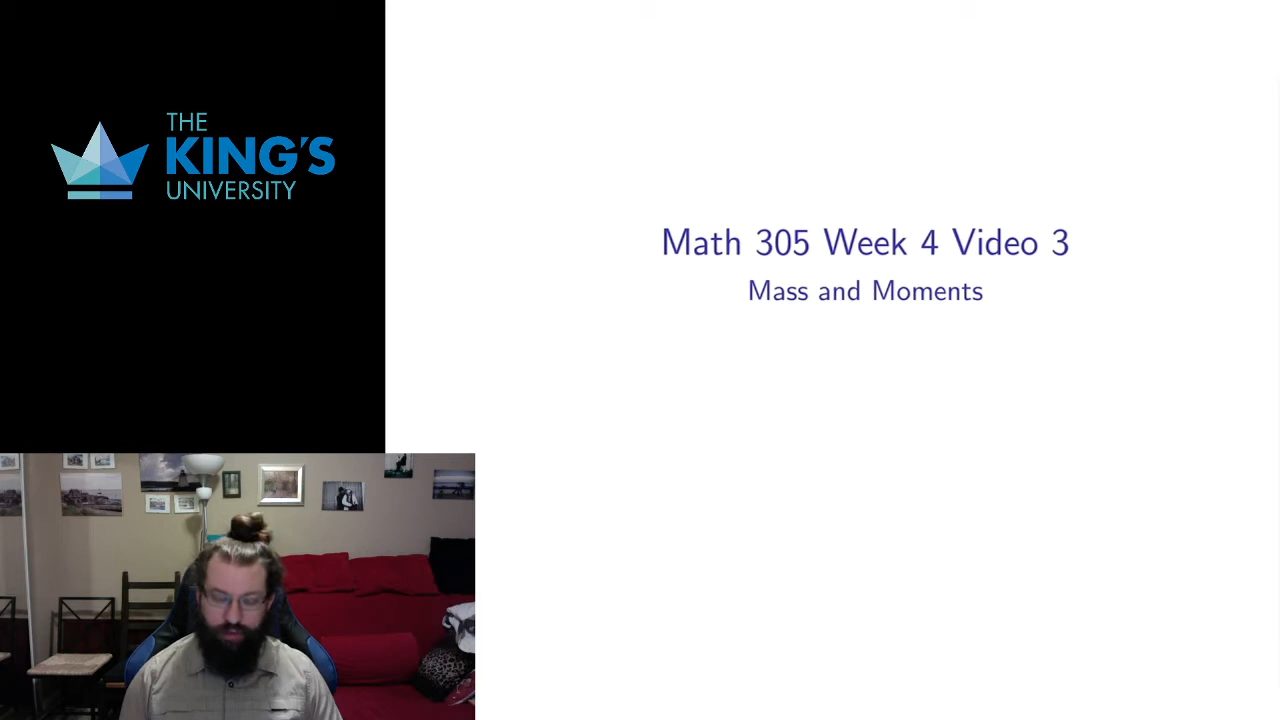 THE
KING'S
UNIVERSITY
Math 305 Week 4 Video 3
Mass and Moments